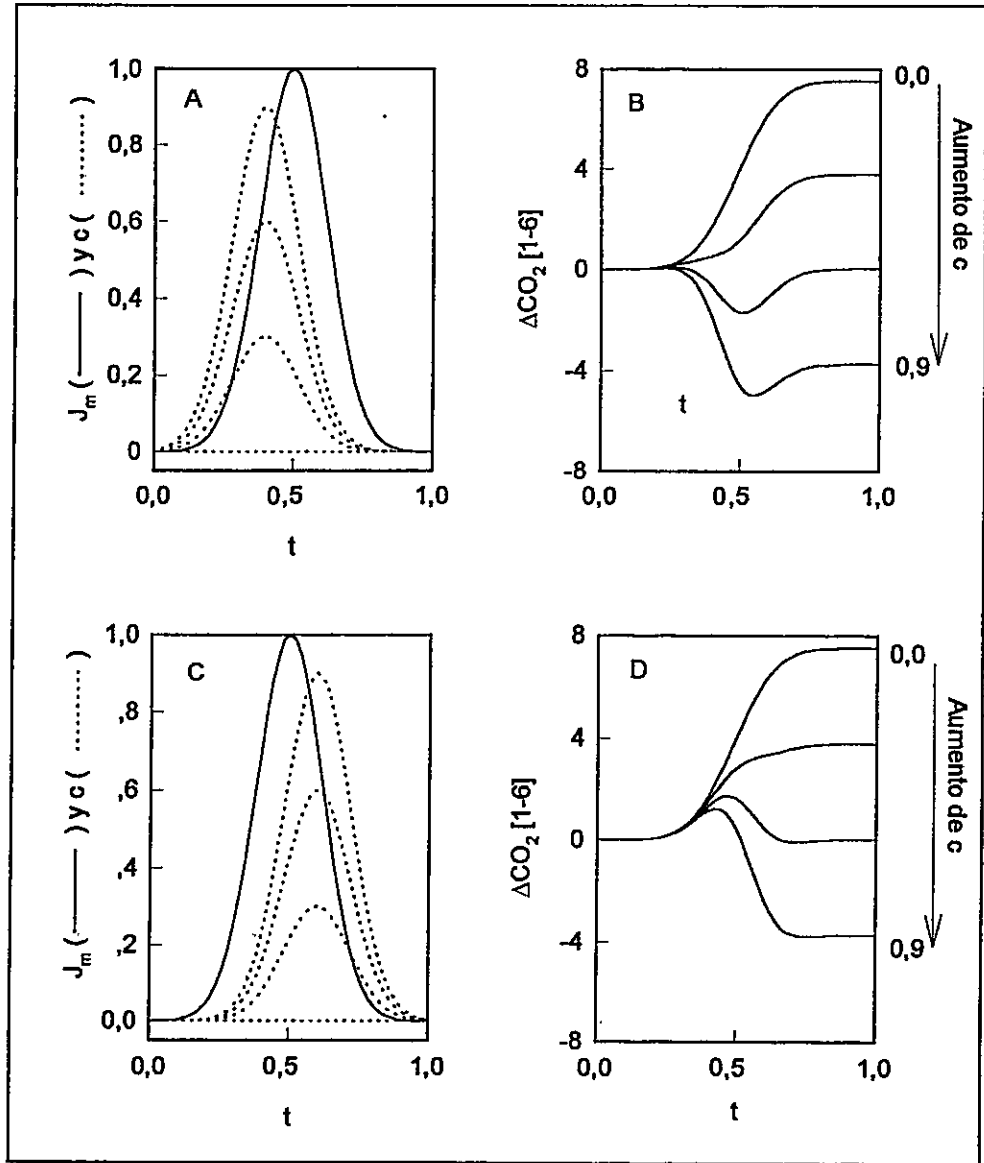 A
J_m ( ——— ) y c ( ........ )
1,0
0,8
0,6
0,4
0,2
0
0,0
0,5
1,0
t
B
ΔCO₂ [1-6]
8
4
0
-4
-8
t
0,0
0,5
1,0
0,0
Aumento de c
0,9
C
J_m ( ——— ) y c ( ........ )
1,0
,8
,6
,4
,2
0,0
0,0
0,5
1,0
t
D
ΔCO₂ [1-6]
8
4
0
-4
-8
0,0
0,5
1,0
t
0,0
Aumento de c
0,9